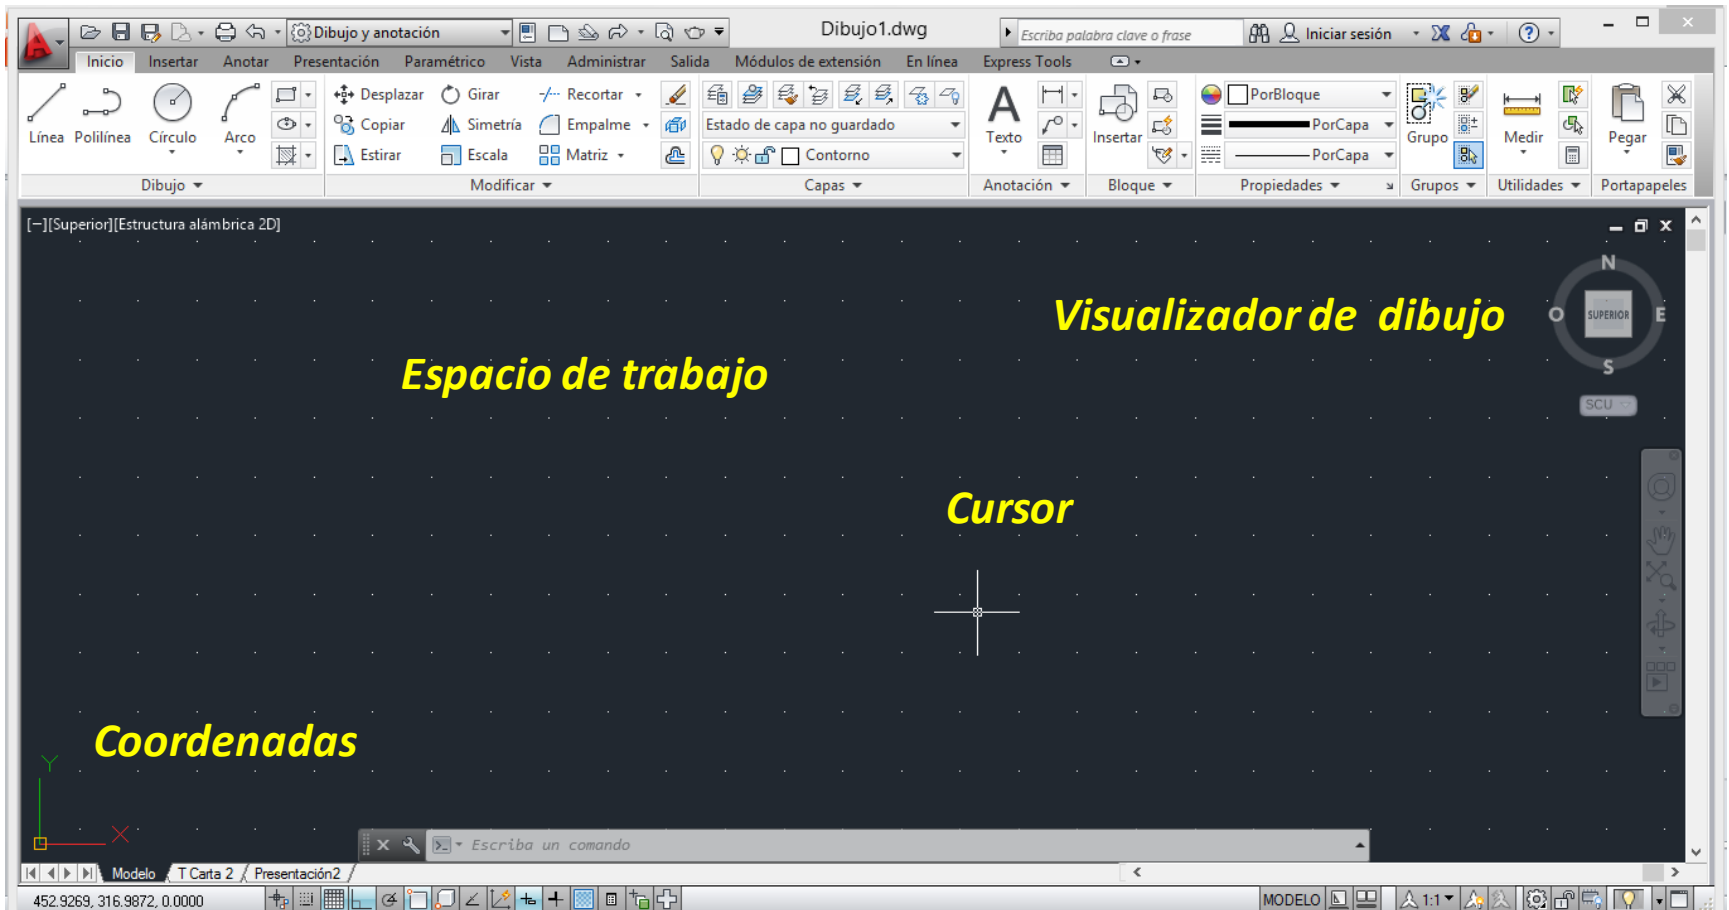 Dibujo y anotación
Dibujo1.dwg
Escriba palabra clave o frase
Iniciar sesión
Inicio Insertar Anotar Presentación Paramétrico Vista Administrar Salida Módulos de extensión En línea Express Tools
Desplazar Girar Recortar
PorBloque
Línea Polilínea Círculo Arco
Copiar Simetría Empalme
Estado de capa no guardado
Texto
Insertar
PorCapa
Grupo
Medir
Pegar
Estirar Escala Matriz
Contorno
PorCapa
Dibujo Modificar Capas Anotación Bloque Propiedades Grupos Utilidades Portapapeles
[−][Superior][Estructura alámbrica 2D]
N
Visualizador de dibujo
O SUPERIOR E
S
Espacio de trabajo
SCU
Cursor
Coordenadas
Y
X
Escriba un comando
Modelo T Carta 2 Presentación2
452.9269, 316.9872, 0.0000
MODELO
1:1